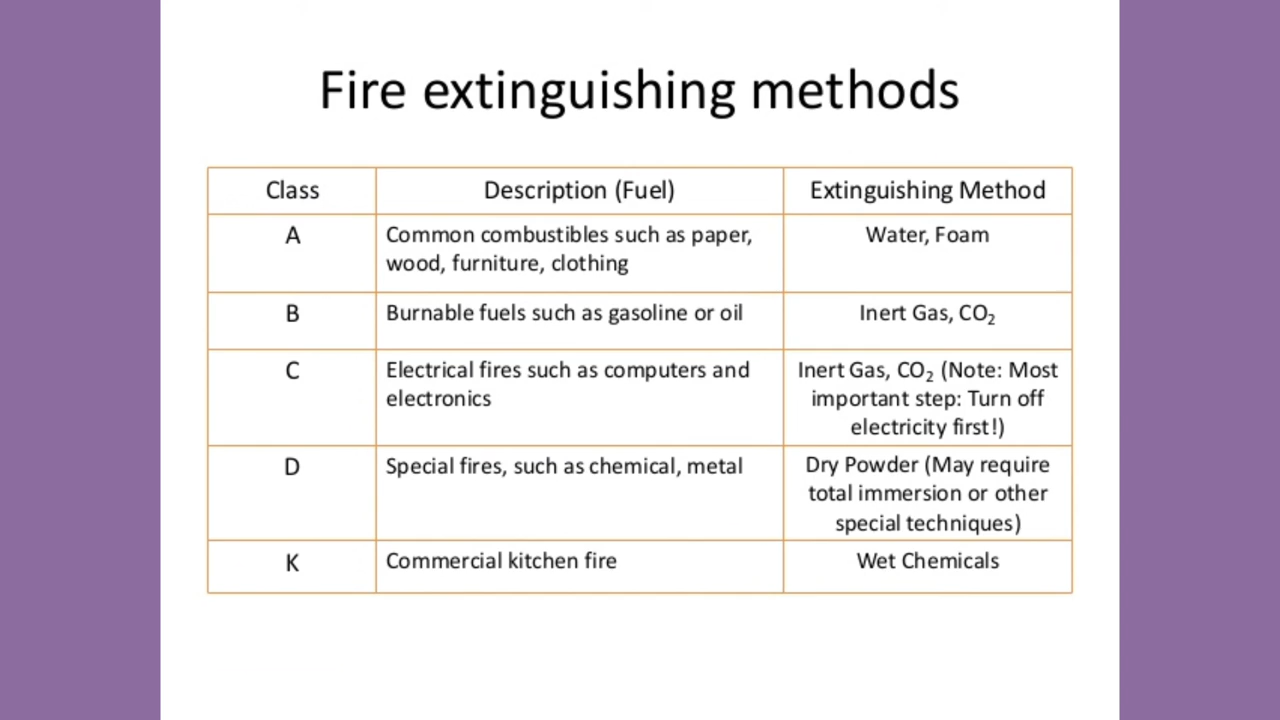 Fire extinguishing methods
Class Description (Fuel) Extinguishing Method
A Common combustibles such as paper, Water, Foam
wood, furniture, clothing
B Burnable fuels such as gasoline or oil Inert Gas, CO₂
C Electrical fires such as computers and Inert Gas, CO₂ (Note: Most
electronics important step: Turn off
electricity first!)
D Special fires, such as chemical, metal Dry Powder (May require
total immersion or other
special techniques)
K Commercial kitchen fire Wet Chemicals